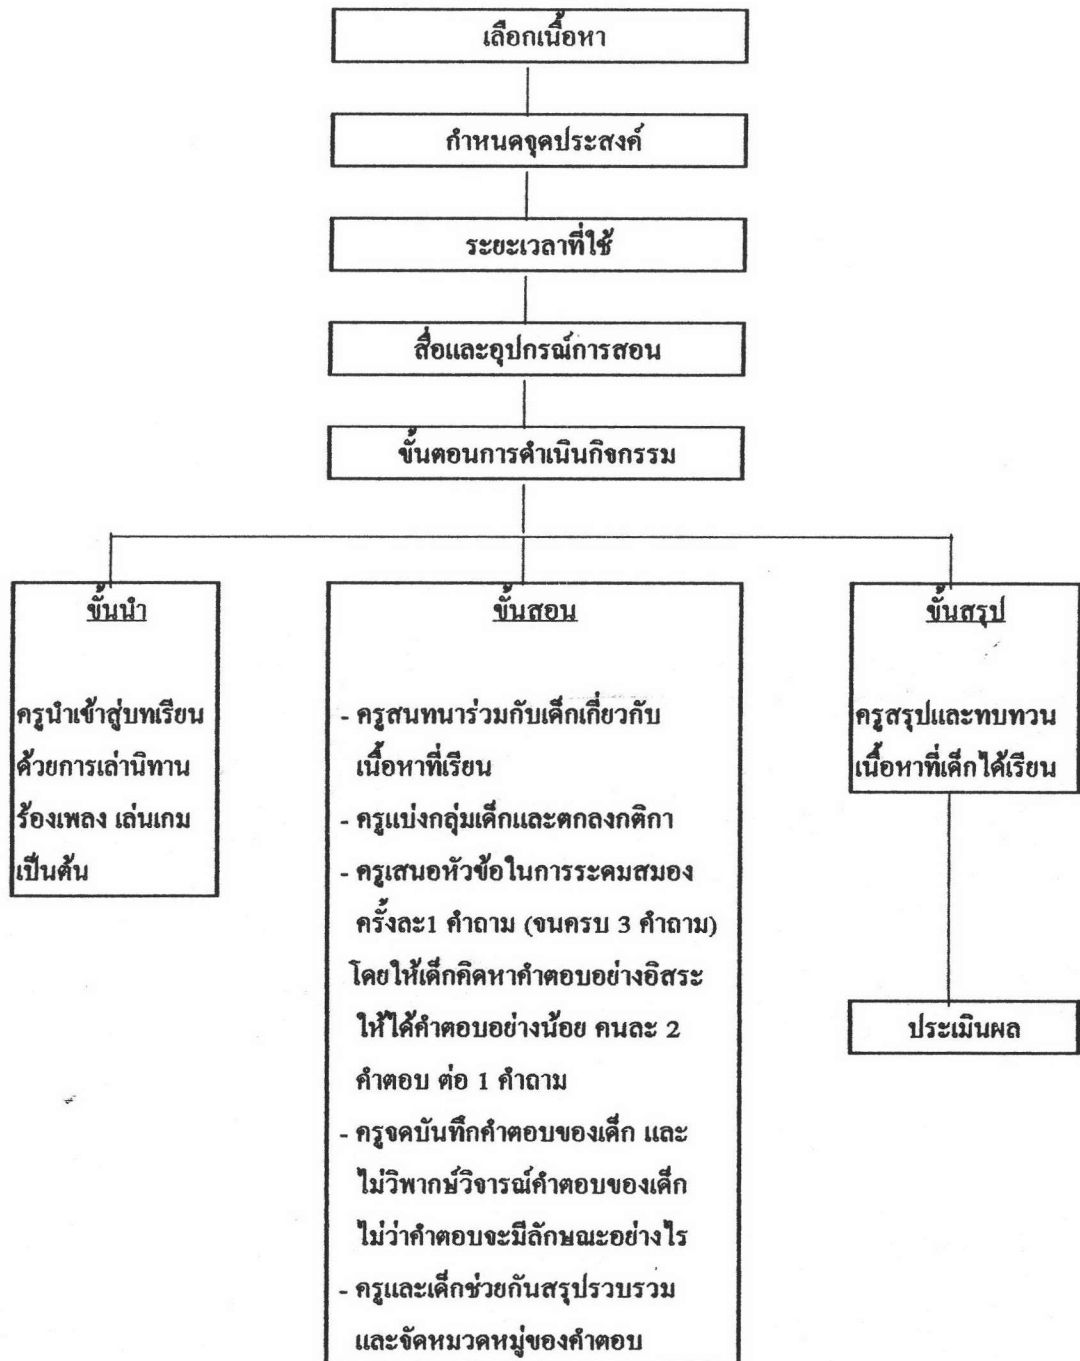 เลือกเนื้อหา
กำหนดจุดประสงค์
ระยะเวลาที่ใช้
สื่อและอุปกรณ์การสอน
ขั้นตอนการดำเนินกิจกรรม
ขั้นนำ
ครูนำเข้าสู่บทเรียน
ด้วยการเล่านิทาน
ร้องเพลง เล่นเกม
เป็นต้น
ขั้นสอน
- ครูสนทนาร่วมกับเด็กเกี่ยวกับ
เนื้อหาที่เรียน
- ครูแบ่งกลุ่มเด็กและตกลงกติกา
- ครูเสนอหัวข้อในการระดมสมอง
ครั้งละ1 คำถาม (จนครบ 3 คำถาม)
โดยให้เด็กคิดหาคำตอบอย่างอิสระ
ให้ได้คำตอบอย่างน้อย คนละ 2
คำตอบ ต่อ 1 คำถาม
- ครูจดบันทึกคำตอบของเด็ก และ
ไม่วิพากษ์วิจารณ์คำตอบของเด็ก
ไม่ว่าคำตอบจะมีลักษณะอย่างไร
- ครูและเด็กช่วยกันสรุปรวบรวม
และจัดหมวดหมู่ของคำตอบ
ขั้นสรุป
ครูสรุปและทบทวน
เนื้อหาที่เด็กได้เรียน
ประเมินผล